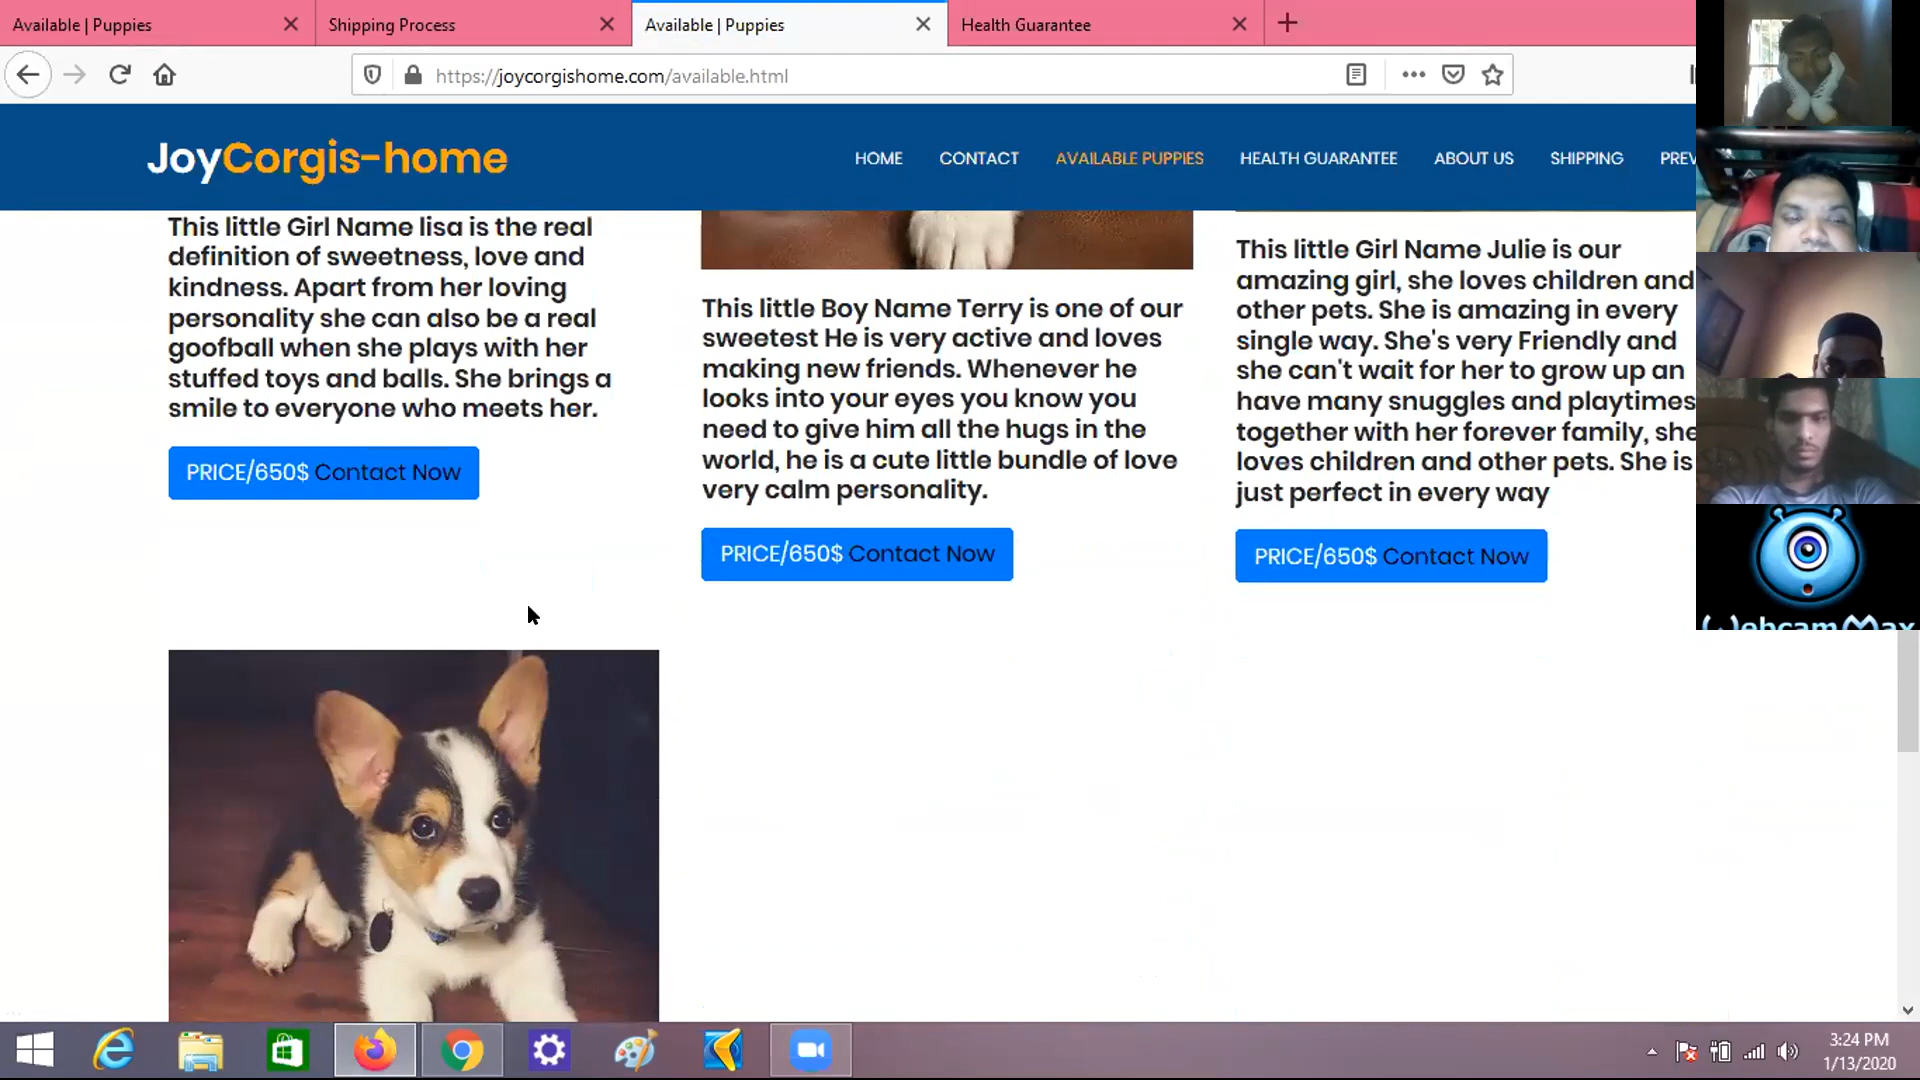 Available | Puppies
Shipping Process
Available | Puppies
Health Guarantee
https://joycorgishome.com/available.html
JoyCorgis-home
HOME
CONTACT
AVAILABLE PUPPIES
HEALTH GUARANTEE
ABOUT US
SHIPPING
PREV
This little Girl Name lisa is the real
definition of sweetness, love and
kindness. Apart from her loving
personality she can also be a real
goofball when she plays with her
stuffed toys and balls. She brings a
smile to everyone who meets her.
PRICE/650$ Contact Now
This little Boy Name Terry is one of our
sweetest He is very active and loves
making new friends. Whenever he
looks into your eyes you know you
need to give him all the hugs in the
world, he is a cute little bundle of love
very calm personality.
PRICE/650$ Contact Now
This little Girl Name Julie is our
amazing girl, she loves children and
other pets. She is amazing in every
single way. She's very Friendly and
she can't wait for her to grow up an
have many snuggles and playtimes
together with her forever family, she
loves children and other pets. She is
just perfect in every way
PRICE/650$ Contact Now
WebcamMax
3:24 PM
1/13/2020